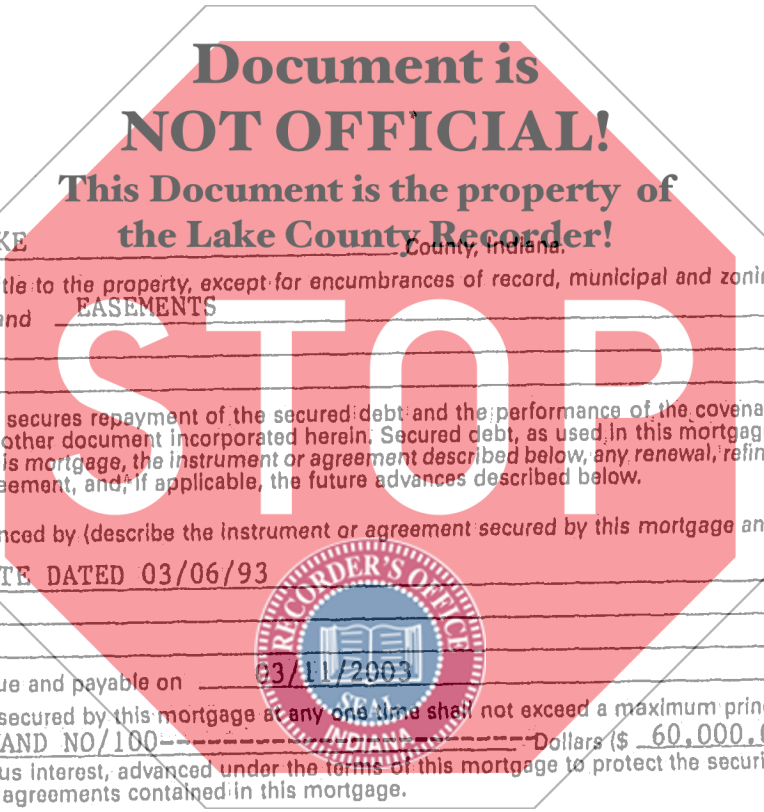 Document is
NOT OFFICIAL!
This Document is the property of
the Lake County Recorder!
KE County, Indiana.
tle to the property, except for encumbrances of record, municipal and zonin
and EASEMENTS
STOP
secures repayment of the secured debt and the performance of the covena
other document incorporated herein. Secured debt, as used in this mortgag
is mortgage, the instrument or agreement described below, any renewal, refin
eement, and, if applicable, the future advances described below.
nced by (describe the instrument or agreement secured by this mortgage an
TE DATED 03/06/93
RECORDER'S OFFICE
ue and payable on 03/11/2003
SEAL
INDIANA
secured by this mortgage at any one time shall not exceed a maximum prin
AND NO/100-------------------- Dollars ($ 60,000.0
us interest, advanced under the terms of this mortgage to protect the securi
agreements contained in this mortgage.